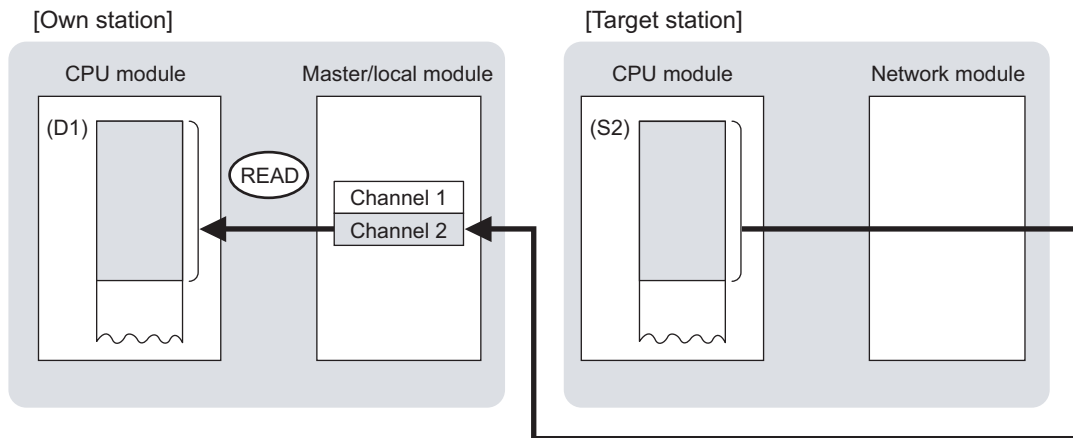 [Own station]
[Target station]
CPU module
Master/local module
CPU module
Network module
(D1)
(S2)
READ
Channel 1
Channel 2